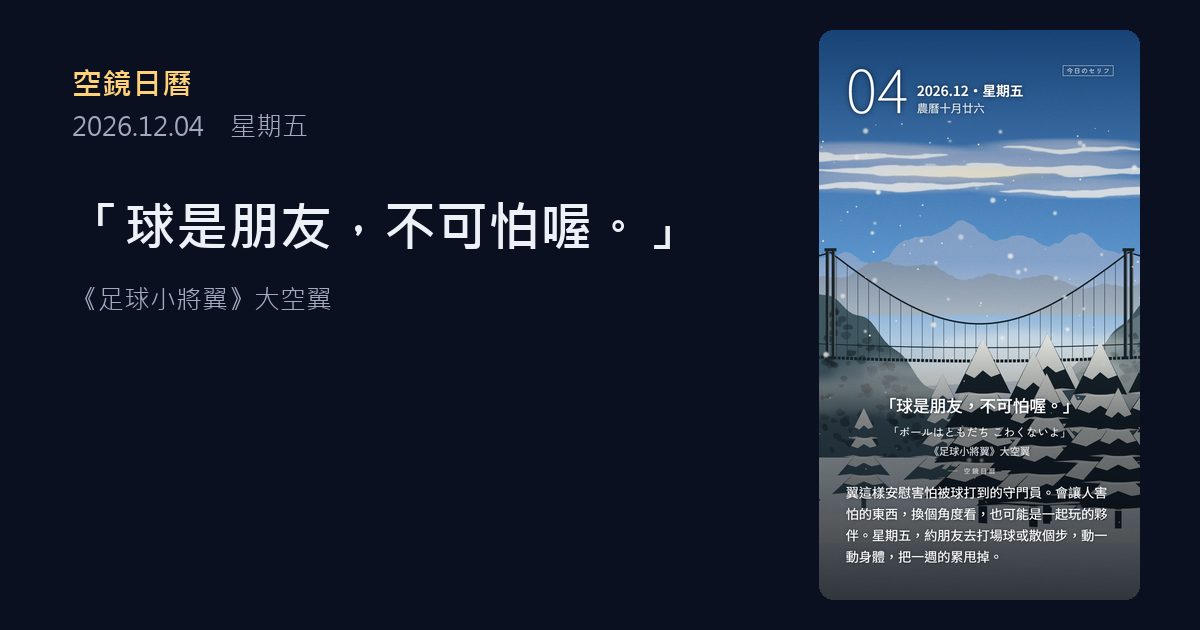 空鏡日曆
2026.12.04 星期五
「球是朋友，不可怕喔。」
《足球小將翼》大空翼
今日のセリフ
04
2026.12・星期五
農曆十月廿六
「球是朋友，不可怕喔。」
「ボールはともだち こわくないよ」
《足球小將翼》大空翼
— 空鏡日曆 —
翼這樣安慰害怕被球打到的守門員。會讓人害
怕的東西，換個角度看，也可能是一起玩的夥
伴。星期五，約朋友去打場球或散個步，動一
動身體，把一週的累甩掉。